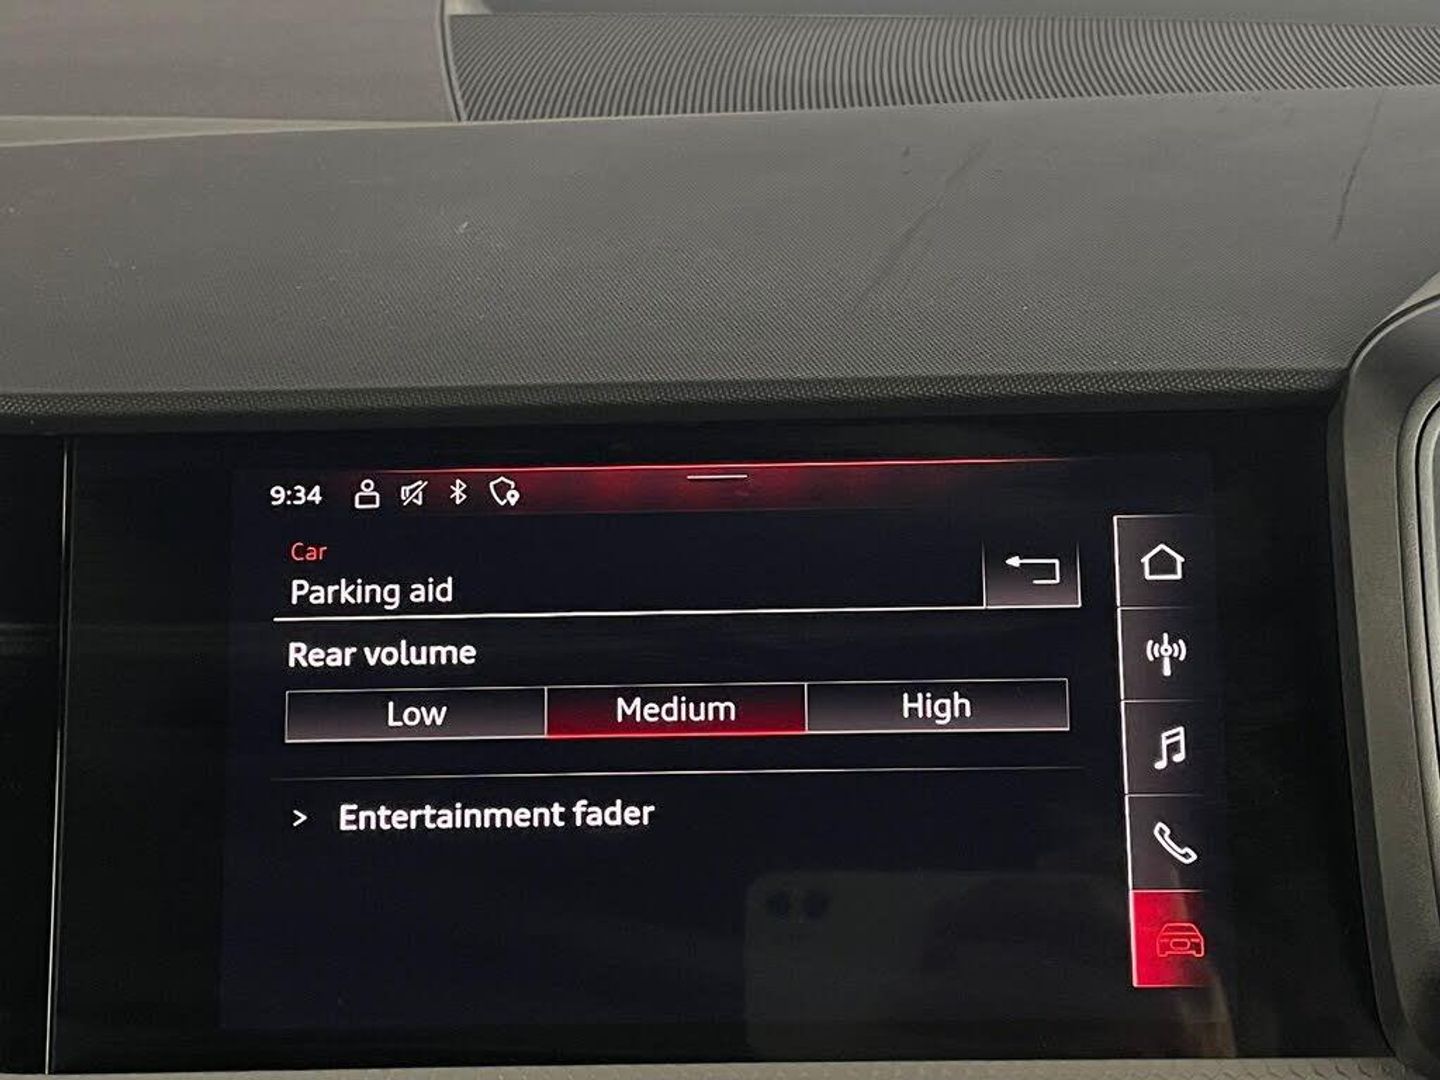 9:34
Car
Parking aid
Rear volume
Low Medium High
> Entertainment fader